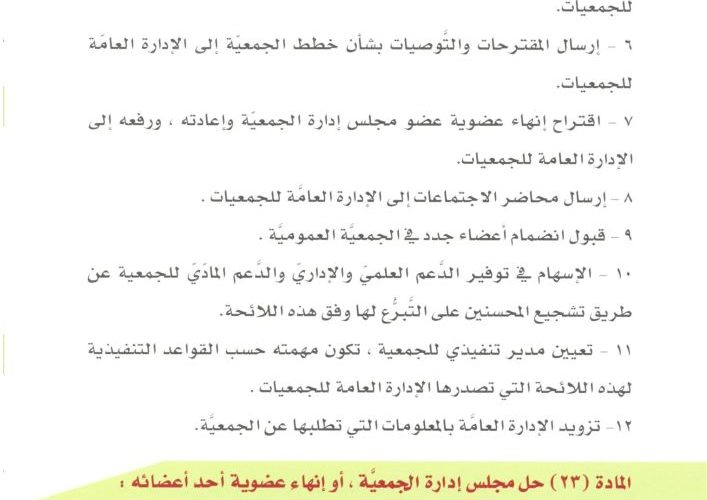 للجمعيات.
٦ - إرسال المقترحات والتَّوصيات بشأن خطط الجمعيّة إلى الإدارة العامّة
للجمعيات.
٧ - اقتراح إنهاء عضوية عضو مجلس إدارة الجمعيّة وإعادته ، ورفعه إلى
الإدارة العامة للجمعيات.
٨ - إرسال محاضر الاجتماعات إلى الإدارة العامَّة للجمعيات .
٩ - قبول انضمام أعضاء جدد في الجمعيَّة العموميَّة .
١٠ - الإسهام في توفير الدَّعم العلميّ والإداريّ والدَّعم المادَيّ للجمعية عن
طريق تشجيع المحسنين على التَّبرُّع لها وفق هذه اللائحة.
١١ - تعيين مدير تنفيذي للجمعية ، تكون مهمته حسب القواعد التنفيذية
لهذه اللائحة التي تصدرها الإدارة العامة للجمعيات .
١٢- تزويد الإدارة العامَّة بالمعلومات التي تطلبها عن الجمعيَّة.
المادة (٢٣) حل مجلس إدارة الجمعيَّة ، أو إنهاء عضوية أحد أعضائه :